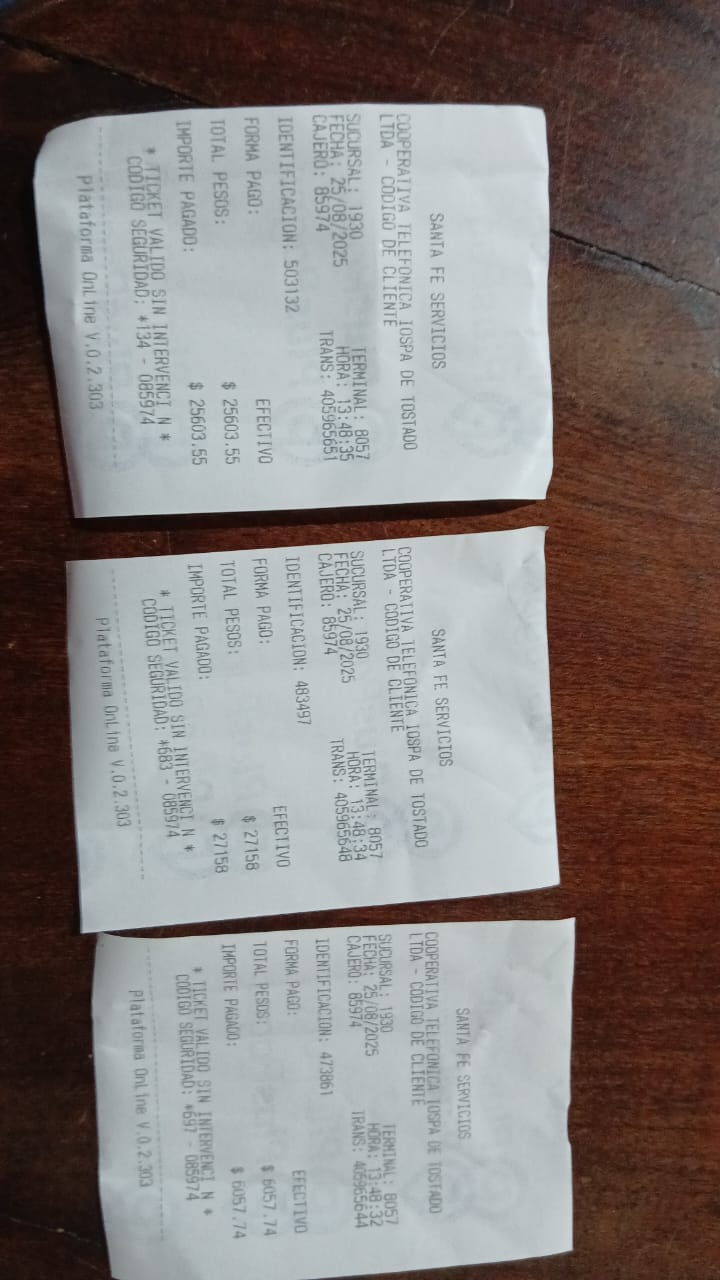 SANTA FE SERVICIOS
COOPERATIVA TELEFONICA IOSPA DE TOSTADO
LTDA - CODIGO DE CLIENTE
SUCURSAL: 1930 TERMINAL: 8057
FECHA: 25/08/2025 HORA: 13:48:35
CAJERO: 85974 TRANS: 405965651
IDENTIFICACION: 503132
FORMA PAGO: EFECTIVO
TOTAL PESOS: $ 25603.55
IMPORTE PAGADO: $ 25603.55
* TICKET VALIDO SIN INTERVENCI N *
CODIGO SEGURIDAD: *134 - 085974
Plataforma OnLine V.0.2.303
SANTA FE SERVICIOS
COOPERATIVA TELEFONICA IOSPA DE TOSTADO
LTDA - CODIGO DE CLIENTE
SUCURSAL: 1930 TERMINAL: 8057
FECHA: 25/08/2025 HORA: 13:48:34
CAJERO: 85974 TRANS: 405965648
IDENTIFICACION: 483497
FORMA PAGO: EFECTIVO
TOTAL PESOS: $ 27158
IMPORTE PAGADO: $ 27158
* TICKET VALIDO SIN INTERVENCI N *
CODIGO SEGURIDAD: *683 - 085974
Plataforma OnLine V.0.2.303
SANTA FE SERVICIOS
COOPERATIVA TELEFONICA IOSPA DE TOSTADO
LTDA - CODIGO DE CLIENTE
SUCURSAL: 1930 TERMINAL: 8057
FECHA: 25/08/2025 HORA: 13:48:32
CAJERO: 85974 TRANS: 405965644
IDENTIFICACION: 473861
FORMA PAGO: EFECTIVO
TOTAL PESOS: $ 6057.74
IMPORTE PAGADO: $ 6057.74
* TICKET VALIDO SIN INTERVENCI N *
CODIGO SEGURIDAD: *697 - 085974
Plataforma OnLine V.0.2.303